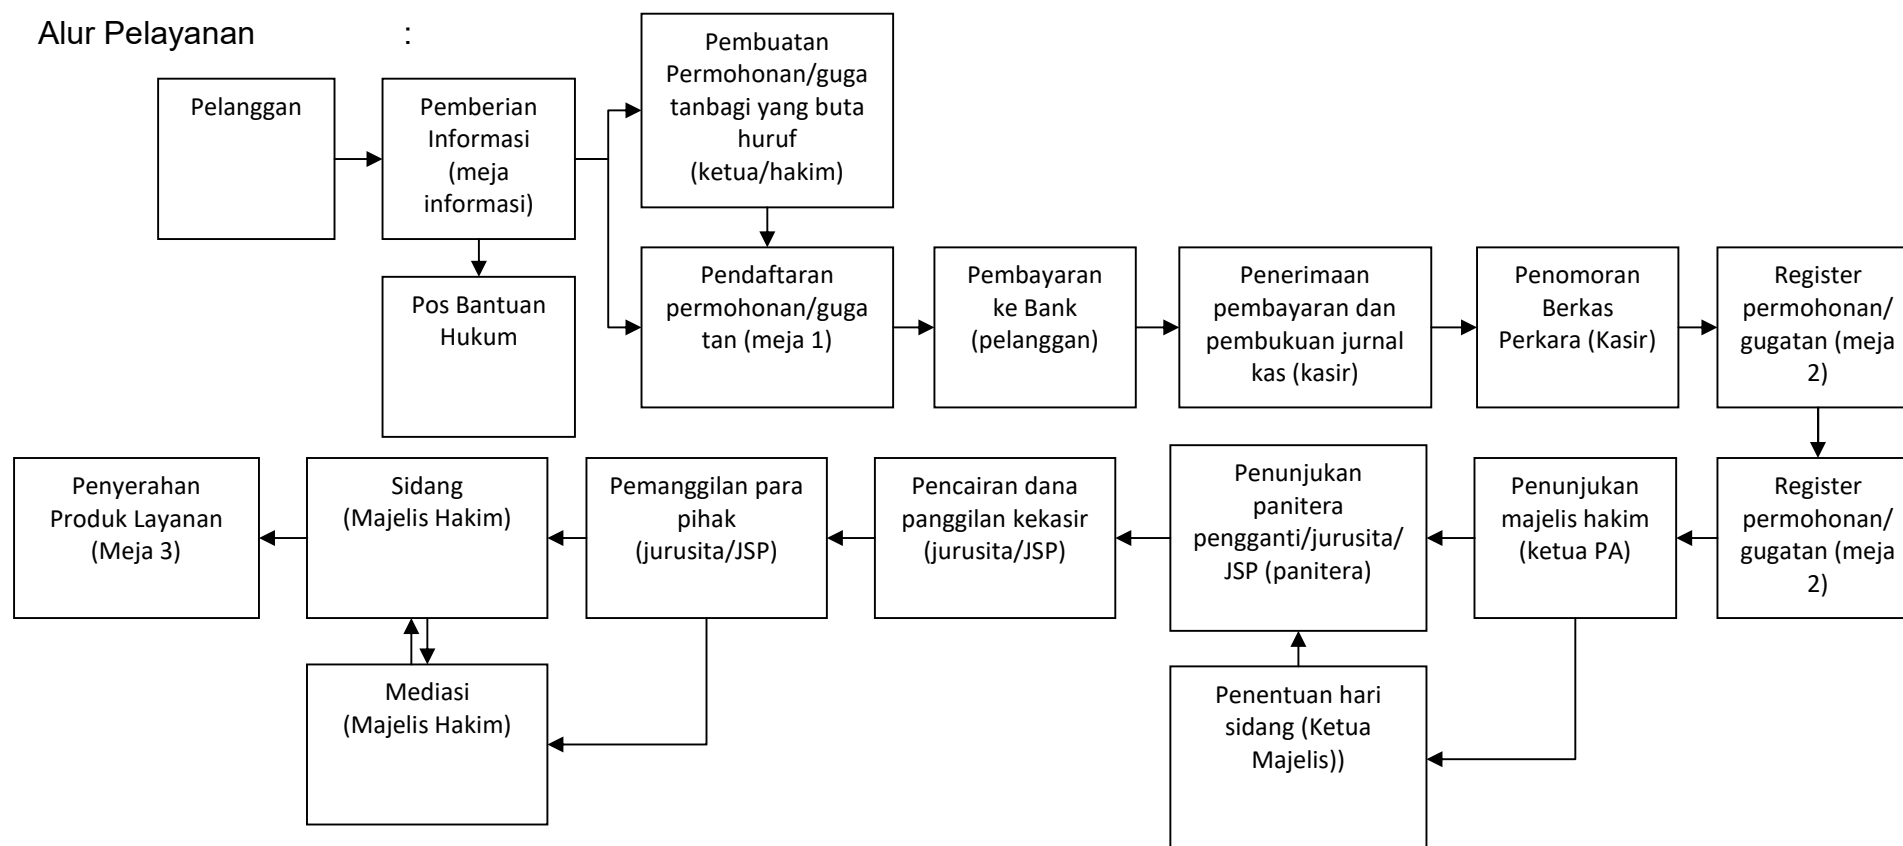 Alur Pelayanan :
Pelanggan
Pemberian
Informasi
(meja
informasi)
Pembuatan
Permohonan/guga
tanbagi yang buta
huruf
(ketua/hakim)
Pos Bantuan
Hukum
Pendaftaran
permohonan/guga
tan (meja 1)
Pembayaran
ke Bank
(pelanggan)
Penerimaan
pembayaran dan
pembukuan jurnal
kas (kasir)
Penomoran
Berkas
Perkara (Kasir)
Register
permohonan/
gugatan (meja
2)
Register
permohonan/
gugatan (meja
2)
Penunjukan
majelis hakim
(ketua PA)
Penunjukan
panitera
pengganti/jurusita/
JSP (panitera)
Pencairan dana
panggilan kekasir
(jurusita/JSP)
Pemanggilan para
pihak
(jurusita/JSP)
Sidang
(Majelis Hakim)
Penyerahan
Produk Layanan
(Meja 3)
Mediasi
(Majelis Hakim)
Penentuan hari
sidang (Ketua
Majelis))